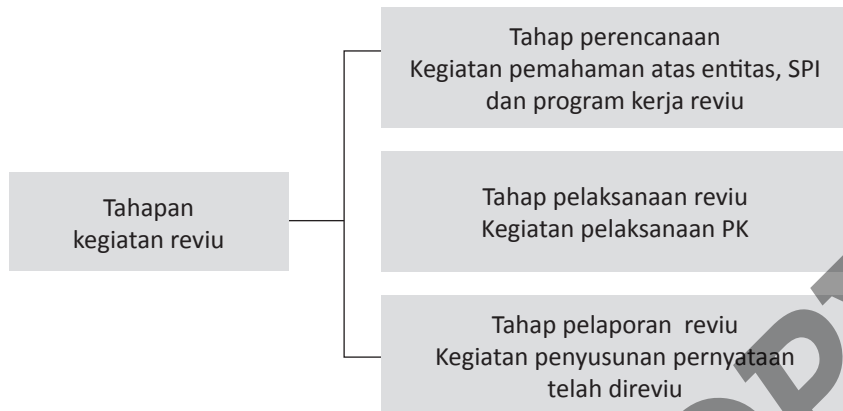 Tahapan
kegiatan reviu
Tahap perencanaan
Kegiatan pemahaman atas entitas, SPI
dan program kerja reviu
Tahap pelaksanaan reviu
Kegiatan pelaksanaan PK
Tahap pelaporan reviu
Kegiatan penyusunan pernyataan
telah direviu